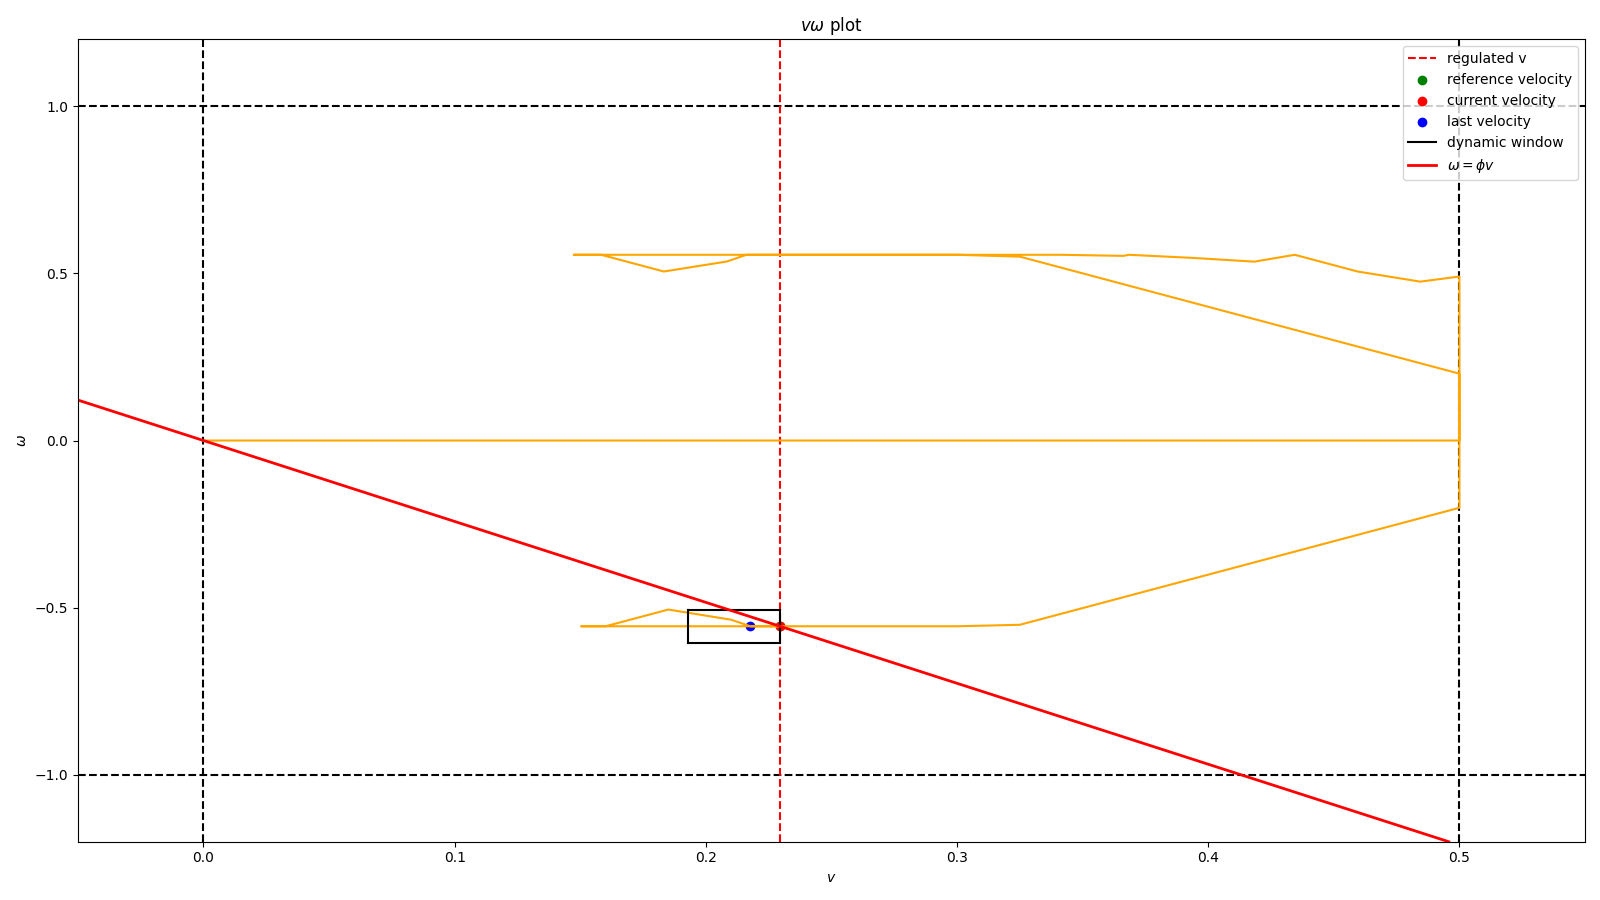 vω plot
regulated v
reference velocity
current velocity
last velocity
dynamic window
ω = ϕv
1.0
0.5
0.0
−0.5
−1.0
ω
0.0 0.1 0.2 0.3 0.4 0.5
v